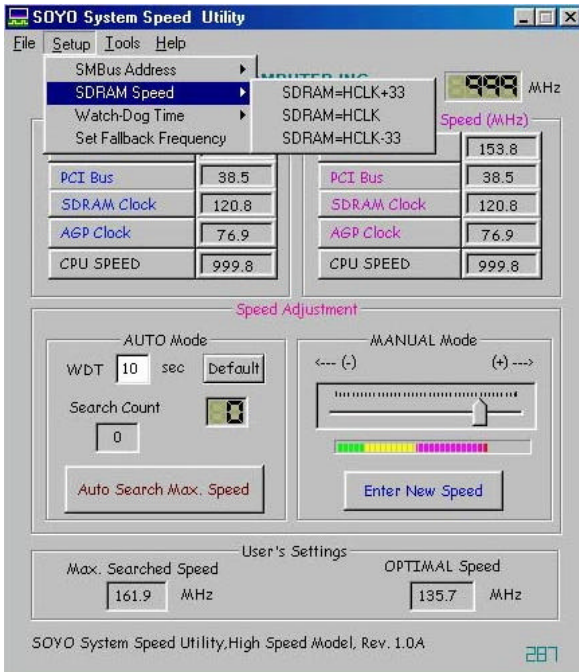 SOYO System Speed Utility
File Setup Tools Help
SMBus Address
SDRAM Speed
Watch-Dog Time
Set Fallback Frequency
SDRAM=HCLK+33
SDRAM=HCLK
SDRAM=HCLK-33
999 MHz
Speed (MHz)
153.8
PCI Bus 38.5
SDRAM Clock 120.8
AGP Clock 76.9
CPU SPEED 999.8
PCI Bus 38.5
SDRAM Clock 120.8
AGP Clock 76.9
CPU SPEED 999.8
Speed Adjustment
AUTO Mode
WDT 10 sec Default
Search Count
0
0
Auto Search Max. Speed
MANUAL Mode
<--- (-) (+) --->
Enter New Speed
User's Settings
Max. Searched Speed
161.9 MHz
OPTIMAL Speed
135.7 MHz
SOYO System Speed Utility,High Speed Model, Rev. 1.0A
287